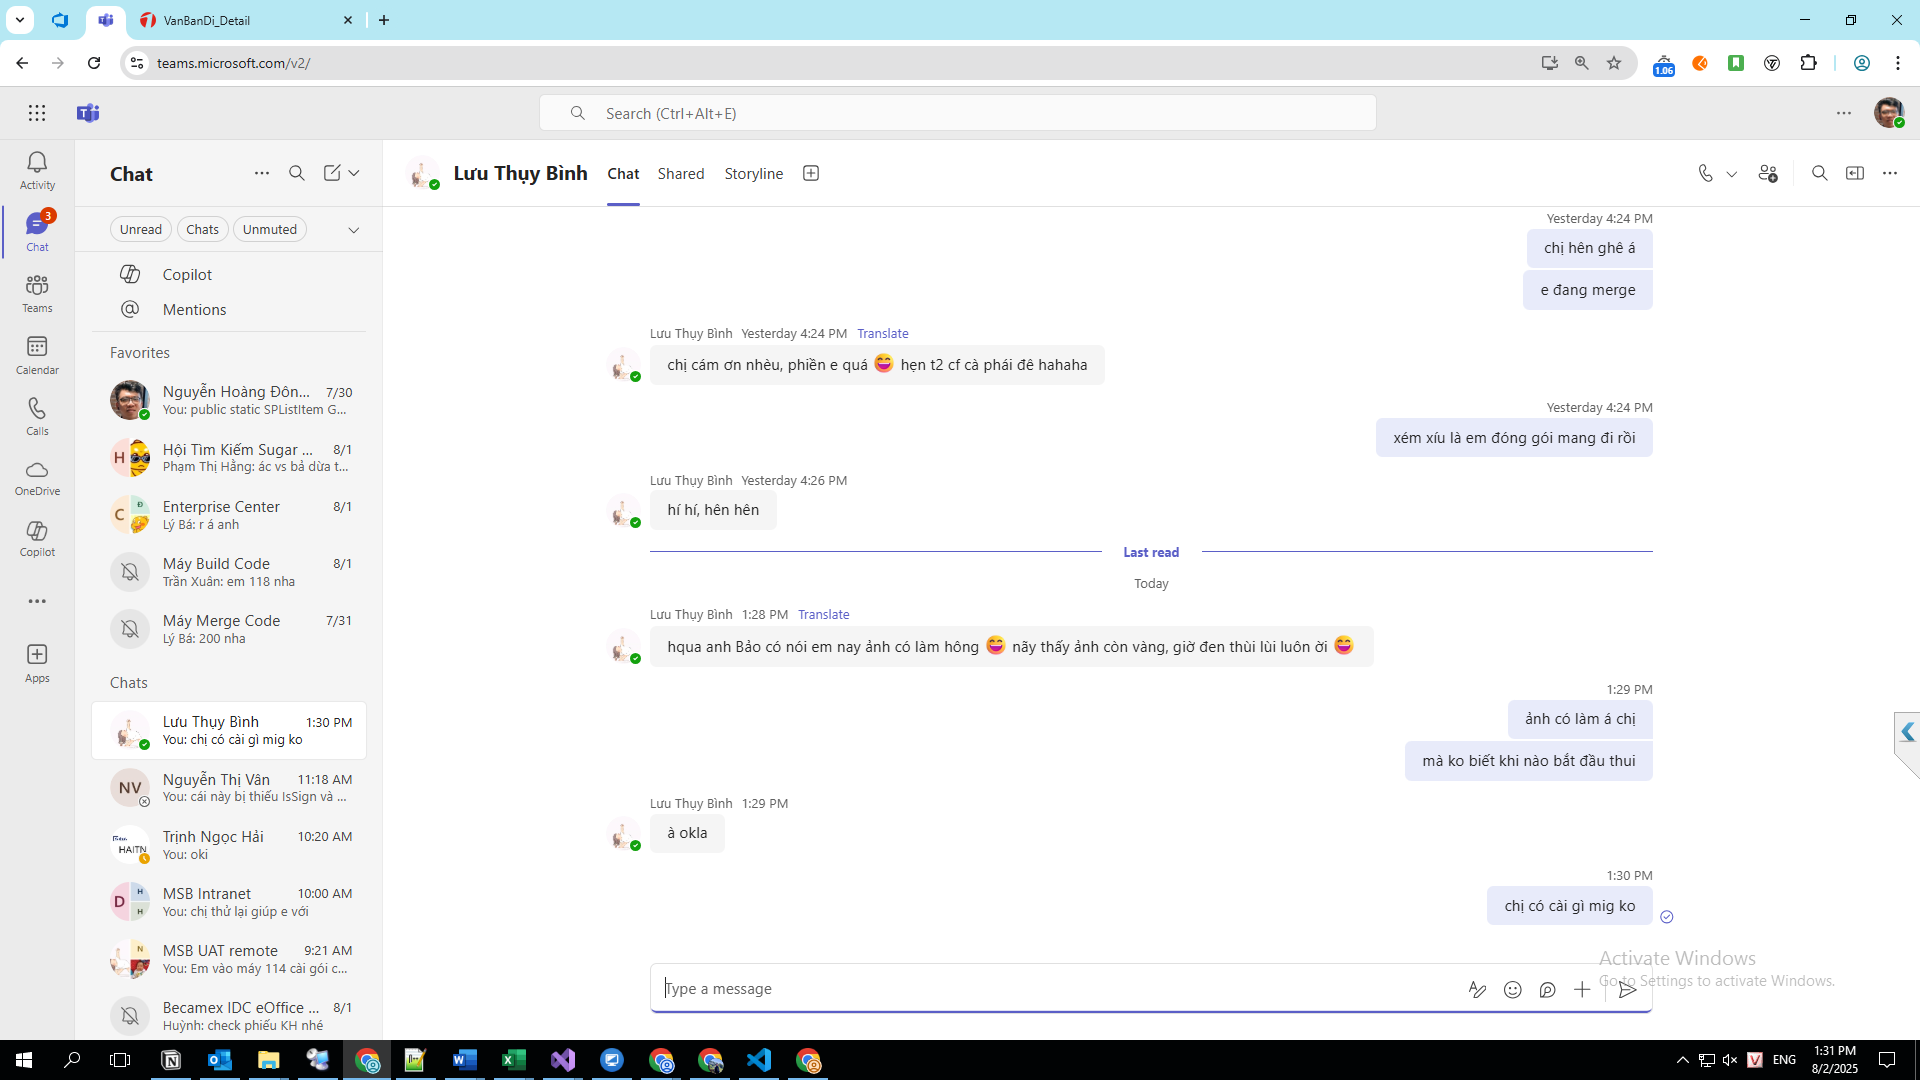 VanBanDi_Detail
teams.microsoft.com/v2/
1.06
Search (Ctrl+Alt+E)
Activity
3
Chat
Teams
Calendar
Calls
OneDrive
Copilot
Apps
Chat
Unread
Chats
Unmuted
Copilot
Mentions
Favorites
Nguyễn Hoàng Đôn... 7/30
You: public static SPListItem G...
H
Hội Tìm Kiếm Sugar ... 8/1
Phạm Thị Hằng: ác vs bả dừa t...
C
Đ
Enterprise Center 8/1
Lý Bá: r á anh
Máy Build Code 8/1
Trần Xuân: em 118 nha
Máy Merge Code 7/31
Lý Bá: 200 nha
Chats
Lưu Thụy Bình 1:30 PM
You: chị có cài gì mig ko
NV
Nguyễn Thị Vân 11:18 AM
You: cái này bị thiếu IsSign và ...
HAITN
Trịnh Ngọc Hải 10:20 AM
You: oki
D
H
H
MSB Intranet 10:00 AM
You: chị thử lại giúp e với
N
MSB UAT remote 9:21 AM
You: Em vào máy 114 cài gói c...
Becamex IDC eOffice ... 8/1
Huỳnh: check phiếu KH nhé
Lưu Thụy Bình
Chat
Shared
Storyline
Yesterday 4:24 PM
chị hên ghê á
e đang merge
Lưu Thụy Bình Yesterday 4:24 PM Translate
chị cám ơn nhèu, phiền e quá 😄 hẹn t2 cf cà phái đê hahaha
Yesterday 4:24 PM
xém xíu là em đóng gói mang đi rồi
Lưu Thụy Bình Yesterday 4:26 PM
hí hí, hên hên
Last read
Today
Lưu Thụy Bình 1:28 PM Translate
hqua anh Bảo có nói em nay ảnh có làm hông 😄 nãy thấy ảnh còn vàng, giờ đen thùi lùi luôn ời 😄
1:29 PM
ảnh có làm á chị
mà ko biết khi nào bắt đầu thui
Lưu Thụy Bình 1:29 PM
à okla
1:30 PM
chị có cài gì mig ko
Type a message
Activate Windows
Go to Settings to activate Windows.
ENG
1:31 PM
8/2/2025